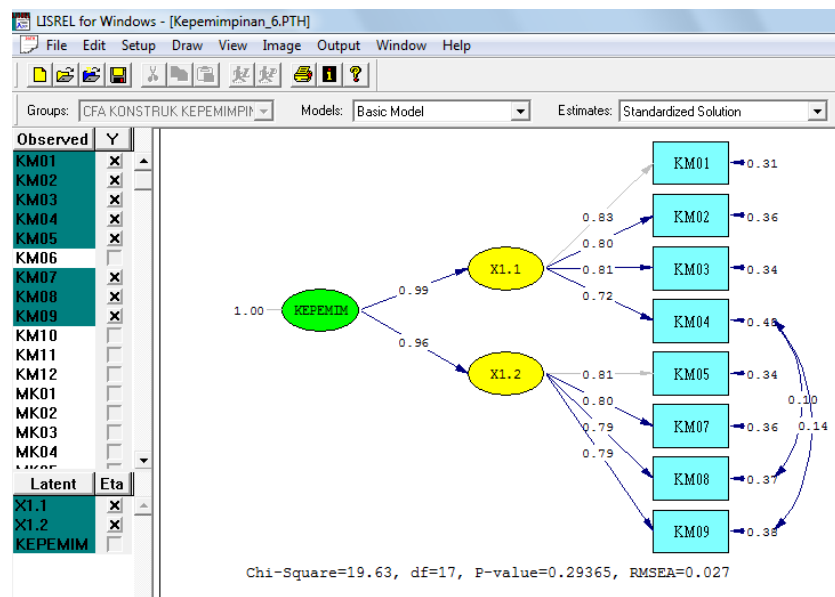 LISREL for Windows - [Kepemimpinan_6.PTH]
File Edit Setup Draw View Image Output Window Help
Groups: CFA KONSTRUK KEPEMIMPIN Models: Basic Model Estimates: Standardized Solution
Observed Y
KM01
KM02
KM03
KM04
KM05
KM06
KM07
KM08
KM09
KM10
KM11
KM12
MK01
MK02
MK03
MK04
Latent Eta
X1.1
X1.2
KEPEMIM
1.00
KEPEMIM
0.99
0.96
X1.1
X1.2
0.83
0.80
0.81
0.72
0.81
0.80
0.79
0.79
KM01 0.31
KM02 0.36
KM03 0.34
KM04
KM05 0.34
KM07 0.36
KM08 0.37
KM09 0.38
0.10
0.14
Chi-Square=19.63, df=17, P-value=0.29365, RMSEA=0.027